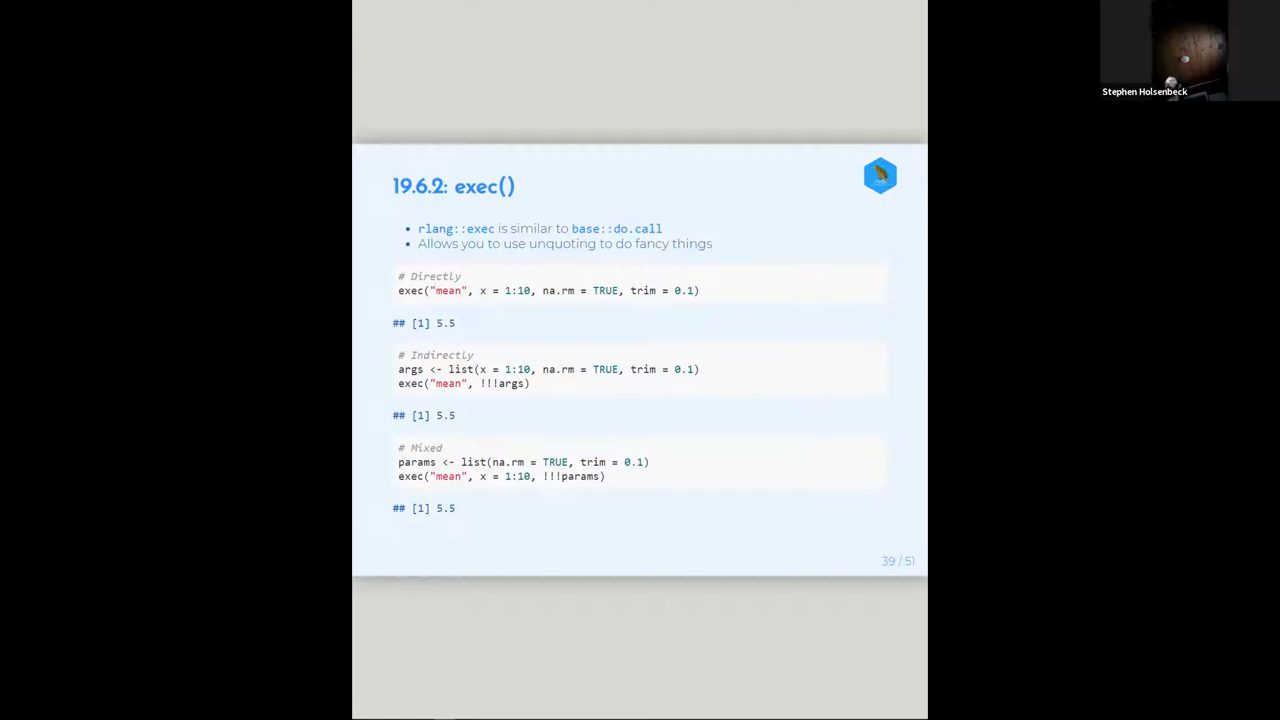 Stephen Holsenbeck
19.6.2: exec()
rlang::exec is similar to base::do.call
Allows you to use unquoting to do fancy things
# Directly
exec("mean", x = 1:10, na.rm = TRUE, trim = 0.1)
## [1] 5.5
# Indirectly
args <- list(x = 1:10, na.rm = TRUE, trim = 0.1)
exec("mean", !!!args)
## [1] 5.5
# Mixed
params <- list(na.rm = TRUE, trim = 0.1)
exec("mean", x = 1:10, !!!params)
## [1] 5.5
39 / 51